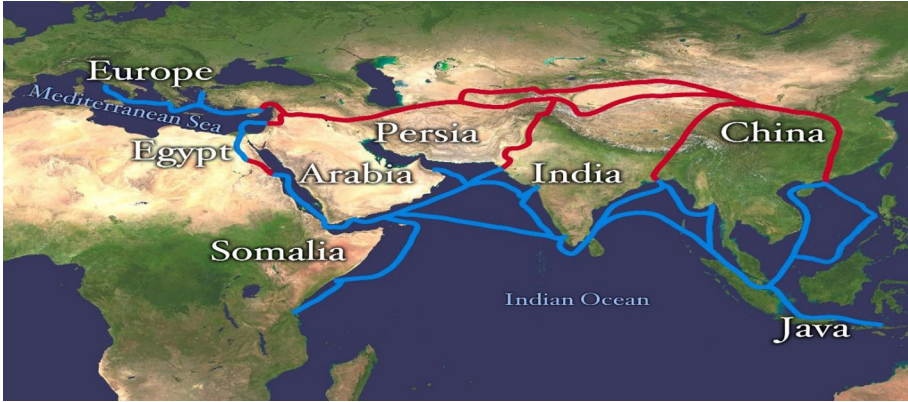 Europe
Mediterranean Sea
Egypt
Persia
China
Arabia
India
Somalia
Indian Ocean
Java